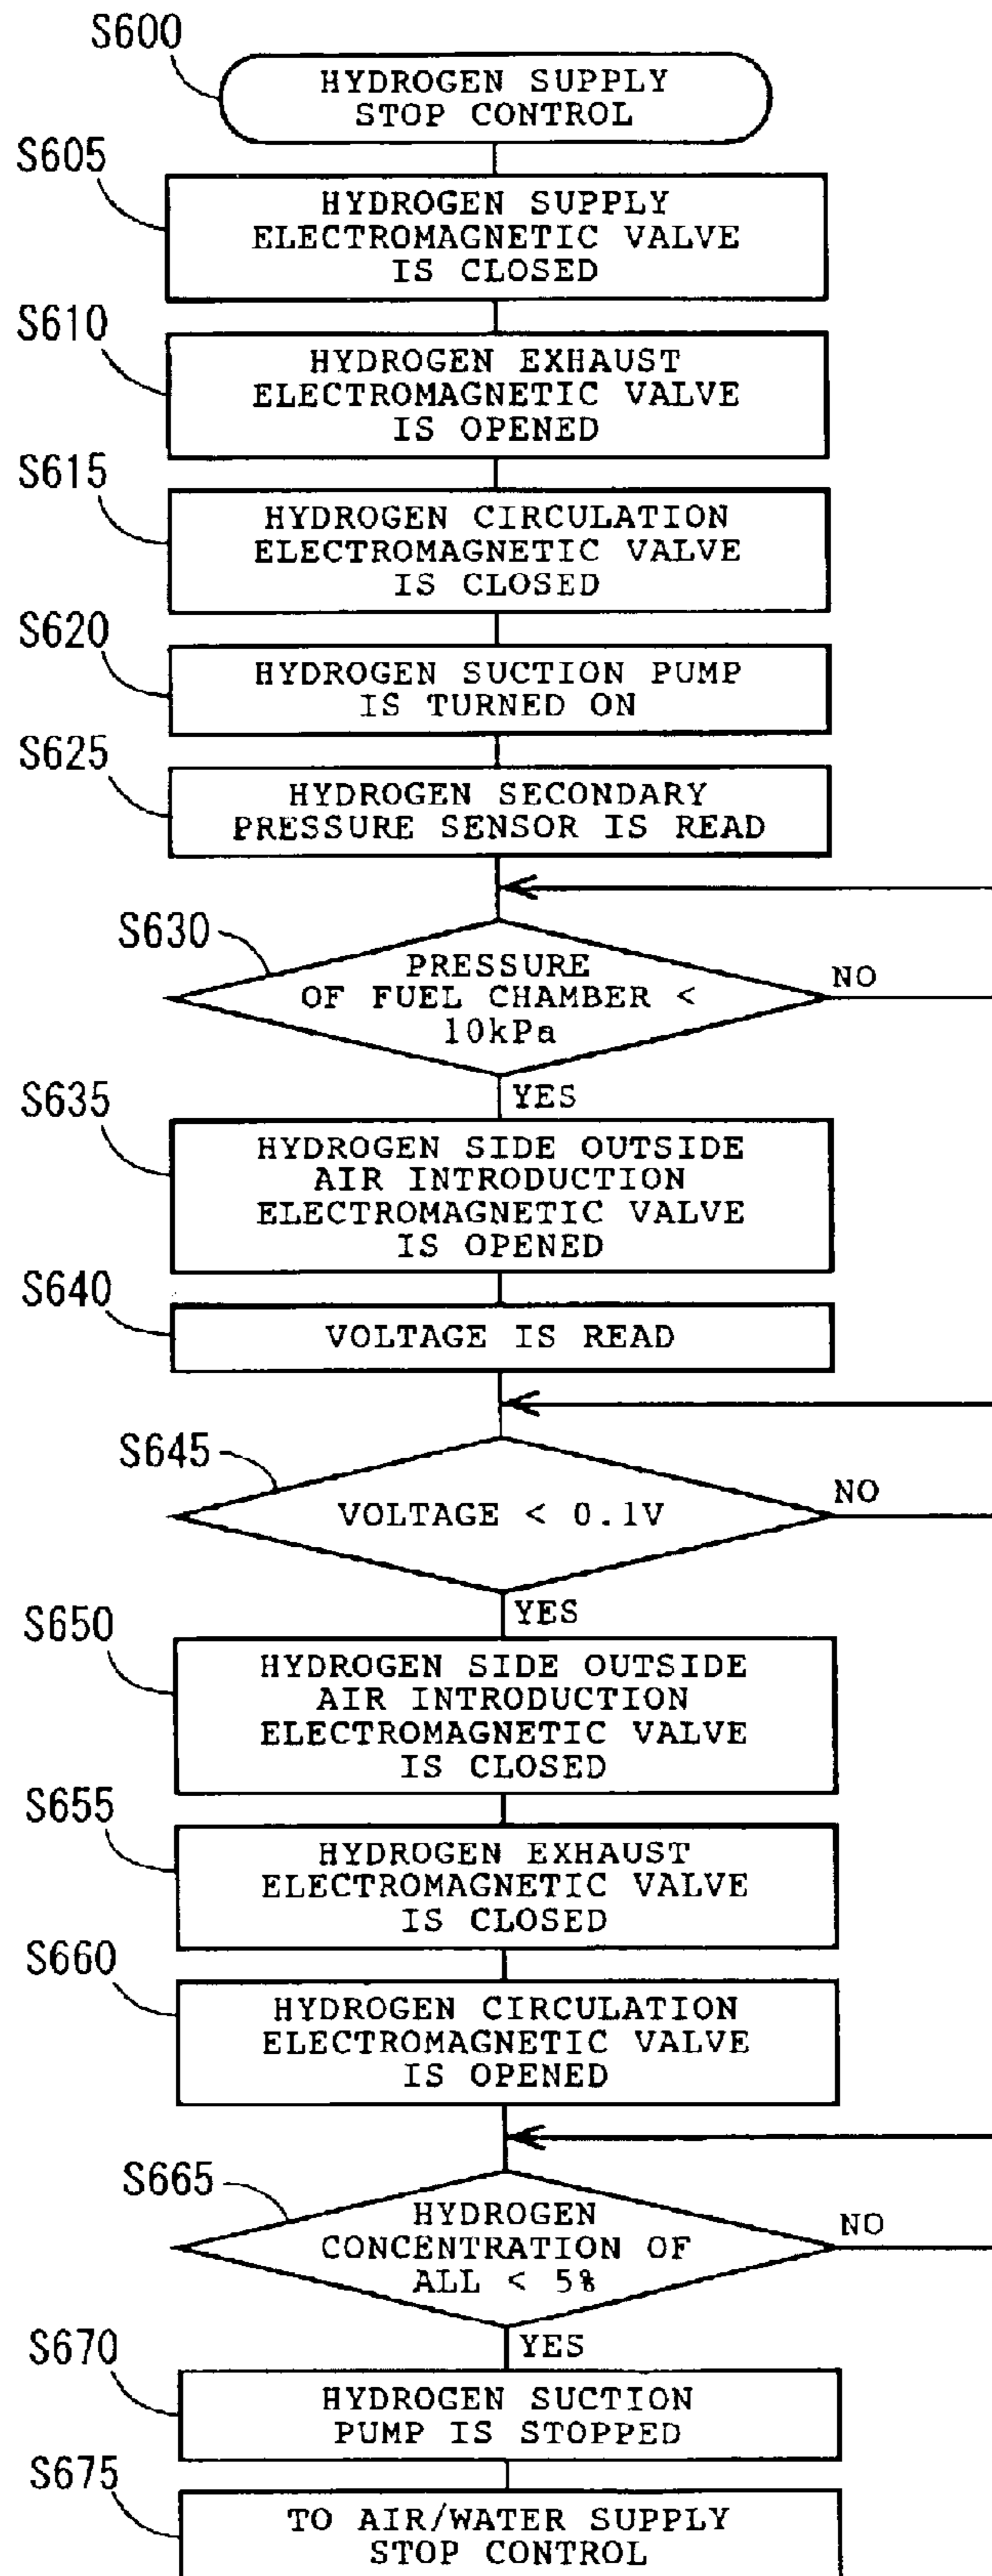 S600
HYDROGEN SUPPLY
STOP CONTROL
S605
HYDROGEN SUPPLY
ELECTROMAGNETIC VALVE
IS CLOSED
S610
HYDROGEN EXHAUST
ELECTROMAGNETIC VALVE
IS OPENED
S615
HYDROGEN CIRCULATION
ELECTROMAGNETIC VALVE
IS CLOSED
S620
HYDROGEN SUCTION PUMP
IS TURNED ON
S625
HYDROGEN SECONDARY
PRESSURE SENSOR IS READ
S630
PRESSURE
OF FUEL CHAMBER <
10kPa
NO
YES
S635
HYDROGEN SIDE OUTSIDE
AIR INTRODUCTION
ELECTROMAGNETIC VALVE
IS OPENED
S640
VOLTAGE IS READ
S645
VOLTAGE < 0.1V
NO
YES
S650
HYDROGEN SIDE OUTSIDE
AIR INTRODUCTION
ELECTROMAGNETIC VALVE
IS CLOSED
S655
HYDROGEN EXHAUST
ELECTROMAGNETIC VALVE
IS CLOSED
S660
HYDROGEN CIRCULATION
ELECTROMAGNETIC VALVE
IS OPENED
S665
HYDROGEN
CONCENTRATION OF
ALL < 5%
NO
YES
S670
HYDROGEN SUCTION
PUMP IS STOPPED
S675
TO AIR/WATER SUPPLY
STOP CONTROL